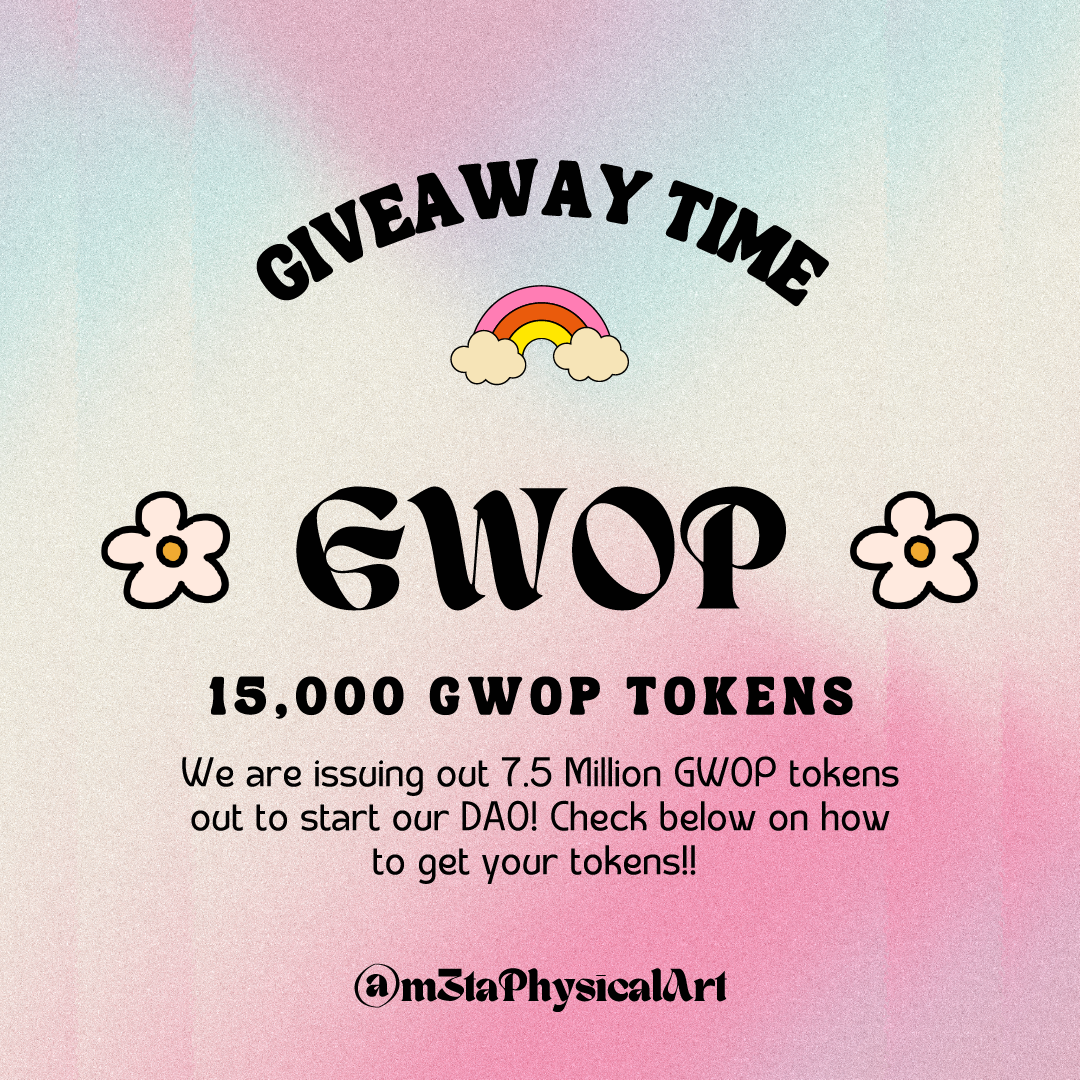 GIVEAWAY TIME
GWOP
15,000 GWOP TOKENS
We are issuing out 7.5 Million GWOP tokens
out to start our DAO! Check below on how
to get your tokens!!
@m3taPhysicalArt